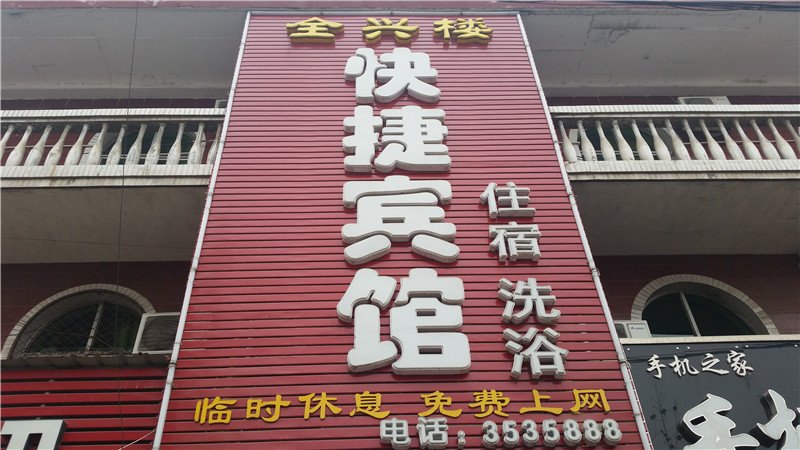 全兴楼
快捷宾馆
住宿 洗浴
临时休息 免费上网
电话：3535888
手机之家